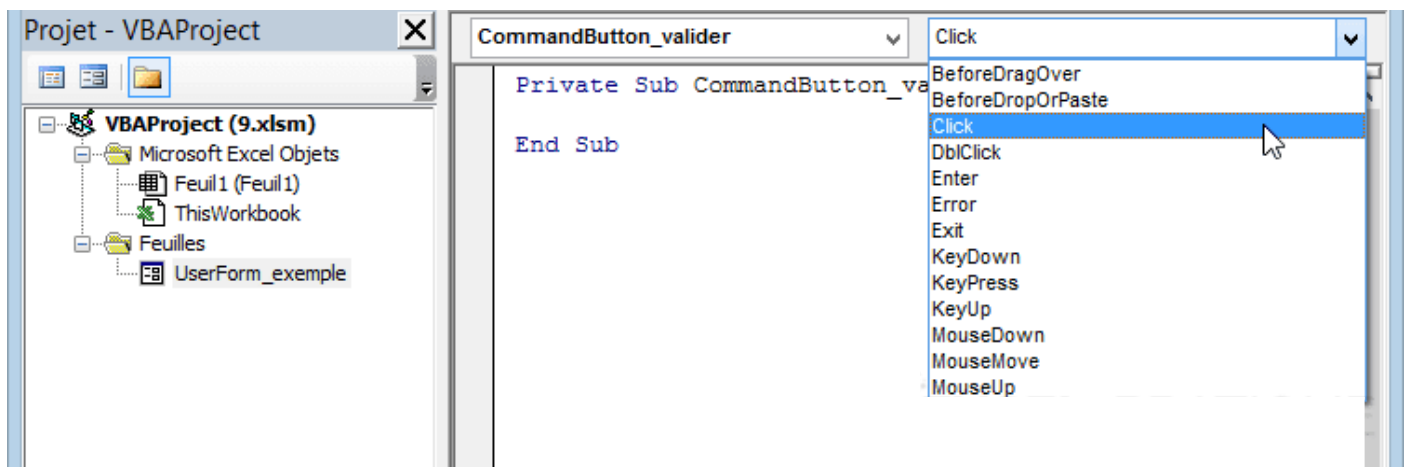 Projet - VBAProject
VBAProject (9.xlsm)
Microsoft Excel Objets
Feuil1 (Feuil1)
ThisWorkbook
Feuilles
UserForm_exemple
CommandButton_valider
Click
Private Sub CommandButton_va
End Sub
BeforeDragOver
BeforeDropOrPaste
Click
DblClick
Enter
Error
Exit
KeyDown
KeyPress
KeyUp
MouseDown
MouseMove
MouseUp